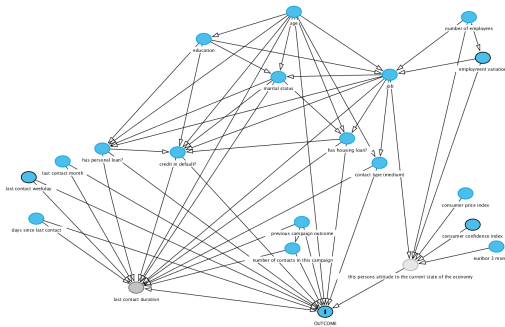 age
number of employees
education
employment variation
marital status
job
has personal loan?
credit in default?
has housing loan?
last contact month
contact type (medium)
last contact weekday
consumer price index
days since last contact
previous campaign outcome
consumer confidence index
number of contacts in this campaign
euribor 3 mon
this persons attitude to the current state of the economy
last contact duration
OUTCOME